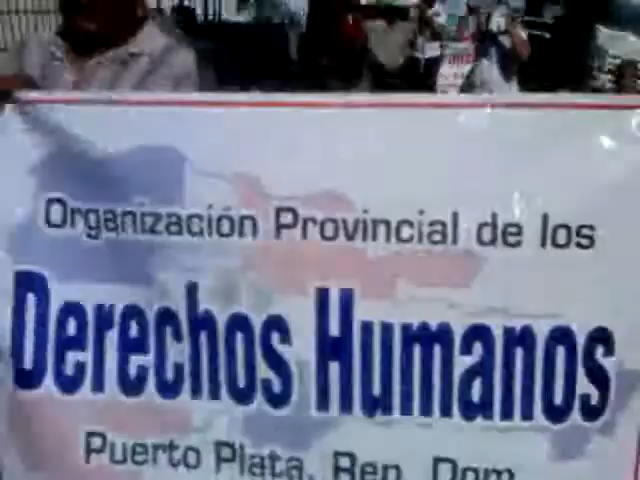 Organización Provincial de los
Derechos Humanos
Puerto Plata, Rep. Dom.